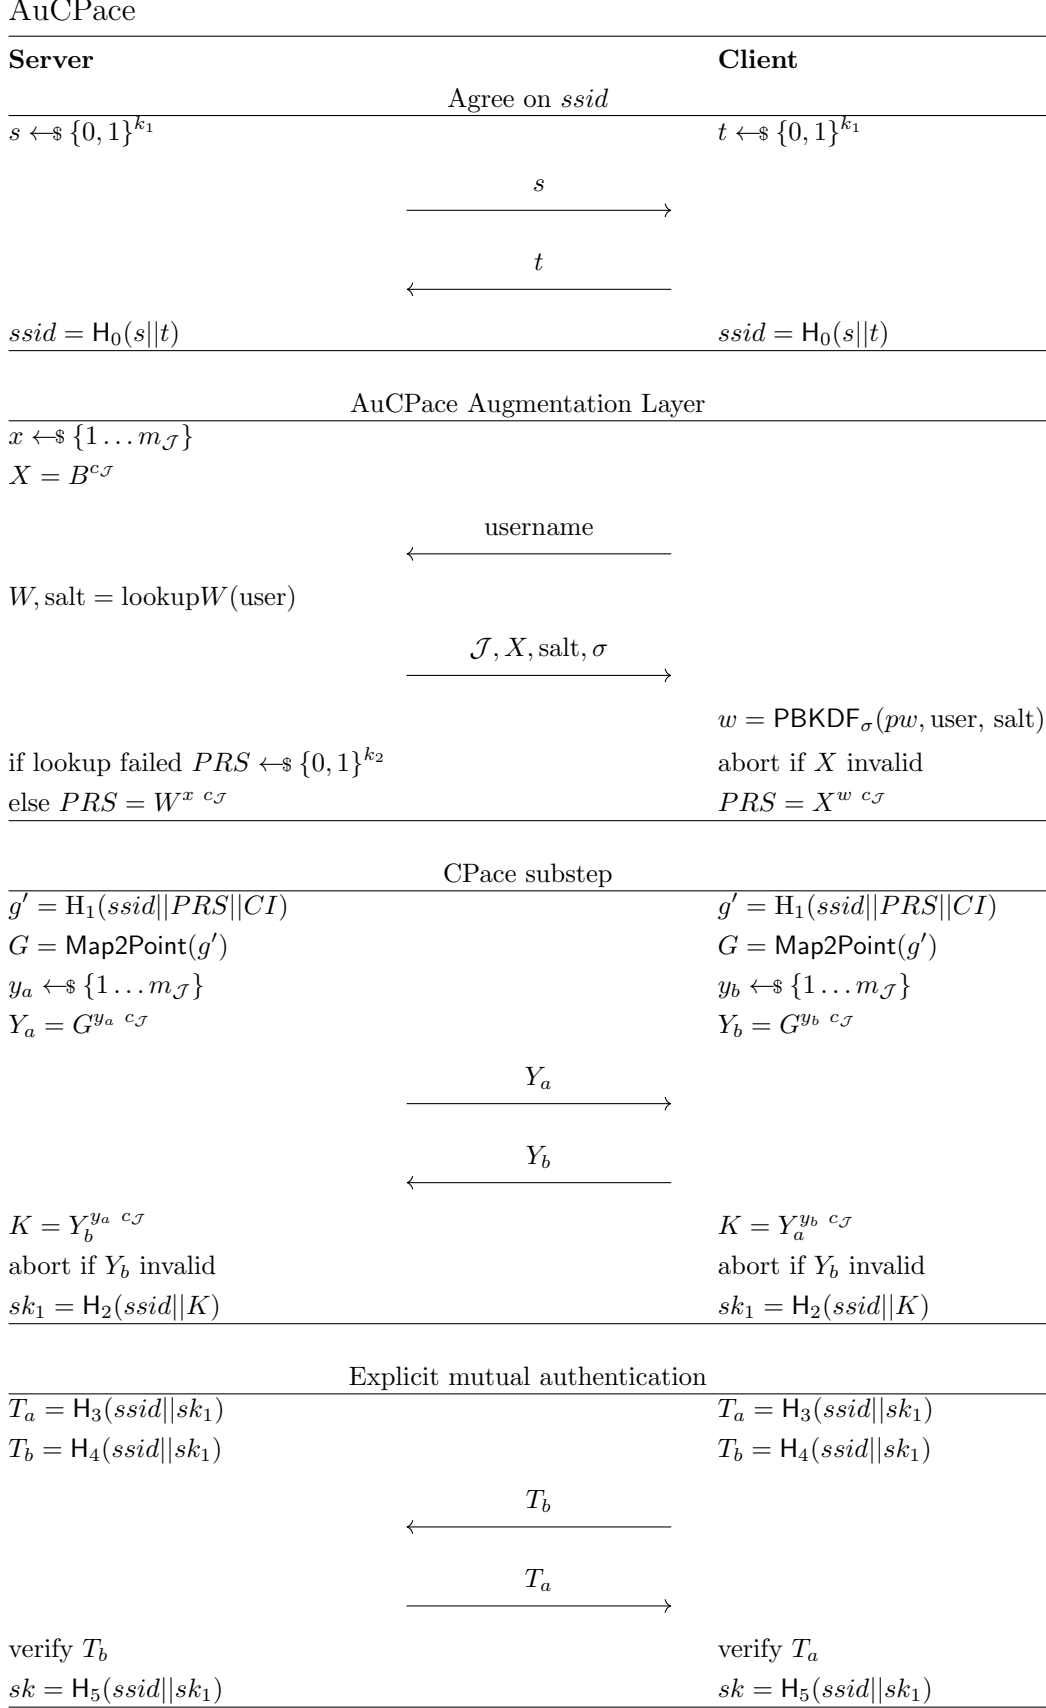 AuCPace
Server Client
Agree on ssid
s ←$ {0, 1}^{k_1} t ←$ {0, 1}^{k_1}
s
t
ssid = H_0(s||t) ssid = H_0(s||t)
AuCPace Augmentation Layer
x ←$ {1 … m_𝒥}
X = B^{c_𝒥}
username
W, salt = lookupW(user)
𝒥, X, salt, σ
w = PBKDF_σ(pw, user, salt)
if lookup failed PRS ←$ {0, 1}^{k_2} abort if X invalid
else PRS = W^{x c_𝒥} PRS = X^{w c_𝒥}
CPace substep
g′ = H_1(ssid||PRS||CI) g′ = H_1(ssid||PRS||CI)
G = Map2Point(g′) G = Map2Point(g′)
y_a ←$ {1 … m_𝒥} y_b ←$ {1 … m_𝒥}
Y_a = G^{y_a c_𝒥} Y_b = G^{y_b c_𝒥}
Y_a
Y_b
K = Y_b^{y_a c_𝒥} K = Y_a^{y_b c_𝒥}
abort if Y_b invalid abort if Y_b invalid
sk_1 = H_2(ssid||K) sk_1 = H_2(ssid||K)
Explicit mutual authentication
T_a = H_3(ssid||sk_1) T_a = H_3(ssid||sk_1)
T_b = H_4(ssid||sk_1) T_b = H_4(ssid||sk_1)
T_b
T_a
verify T_b verify T_a
sk = H_5(ssid||sk_1) sk = H_5(ssid||sk_1)